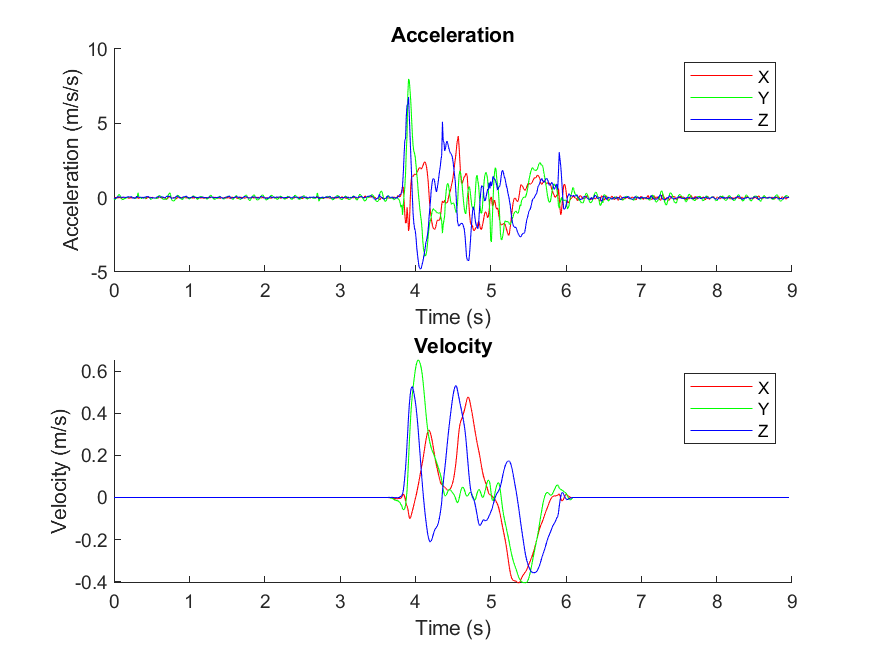 Acceleration
10
5
0
-5
Acceleration (m/s/s)
X
Y
Z
0 1 2 3 4 5 6 7 8 9
Time (s)
Velocity
0.6
0.4
0.2
0
-0.2
-0.4
Velocity (m/s)
X
Y
Z
0 1 2 3 4 5 6 7 8 9
Time (s)